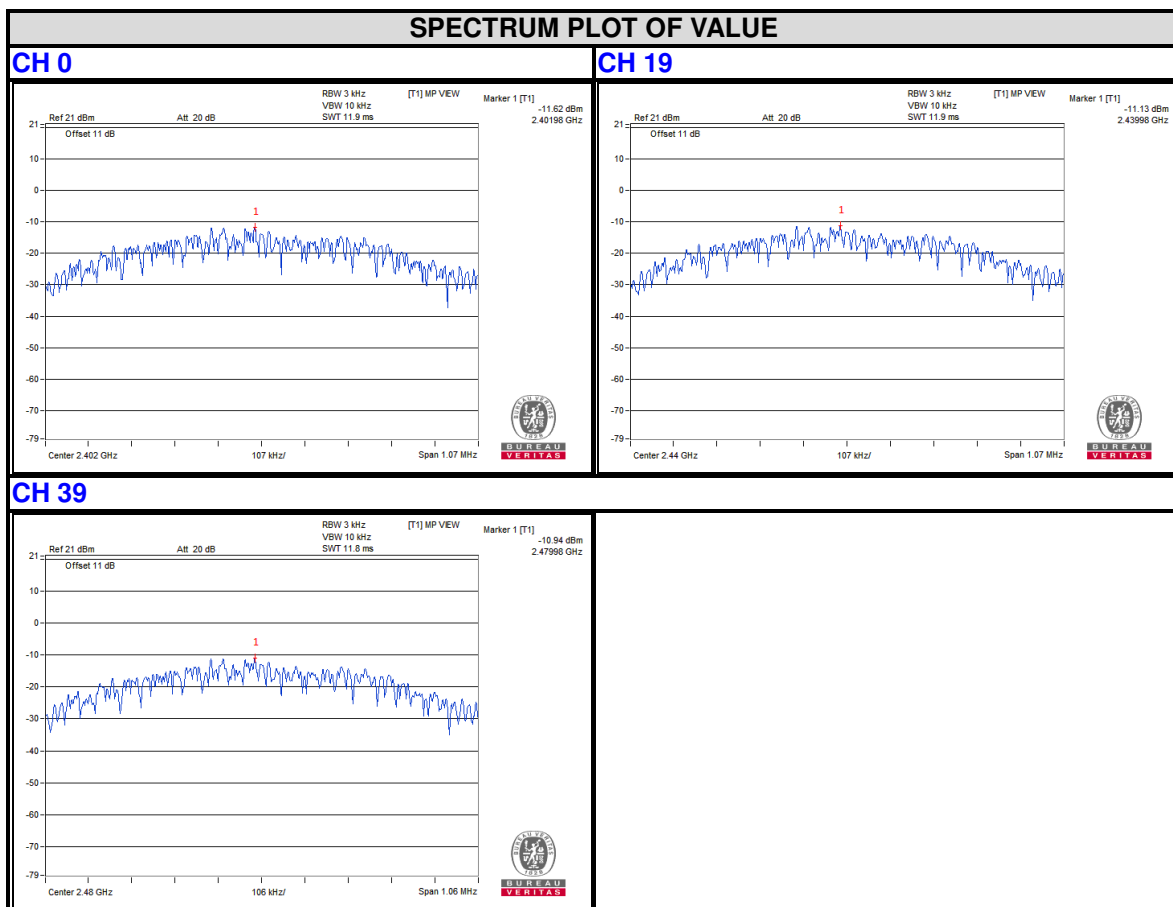 SPECTRUM PLOT OF VALUE
CH 0
RBW 3 kHz [T1] MP VIEW Marker 1 [T1]
VBW 10 kHz -11.62 dBm
Ref 21 dBm Att 20 dB SWT 11.9 ms 2.40198 GHz
21
Offset 11 dB
10
0
1
-10
-20
-30
-40
-50
-60
-70
-79
Center 2.402 GHz 107 kHz/ Span 1.07 MHz
BUREAU VERITAS
1828
BUREAU
VERITAS
CH 19
RBW 3 kHz [T1] MP VIEW Marker 1 [T1]
VBW 10 kHz -11.13 dBm
Ref 21 dBm Att 20 dB SWT 11.9 ms 2.43998 GHz
21
Offset 11 dB
10
0
1
-10
-20
-30
-40
-50
-60
-70
-79
Center 2.44 GHz 107 kHz/ Span 1.07 MHz
BUREAU VERITAS
1828
BUREAU
VERITAS
CH 39
RBW 3 kHz [T1] MP VIEW Marker 1 [T1]
VBW 10 kHz -10.94 dBm
Ref 21 dBm Att 20 dB SWT 11.8 ms 2.47998 GHz
21
Offset 11 dB
10
0
1
-10
-20
-30
-40
-50
-60
-70
-79
Center 2.48 GHz 106 kHz/ Span 1.06 MHz
BUREAU VERITAS
1828
BUREAU
VERITAS